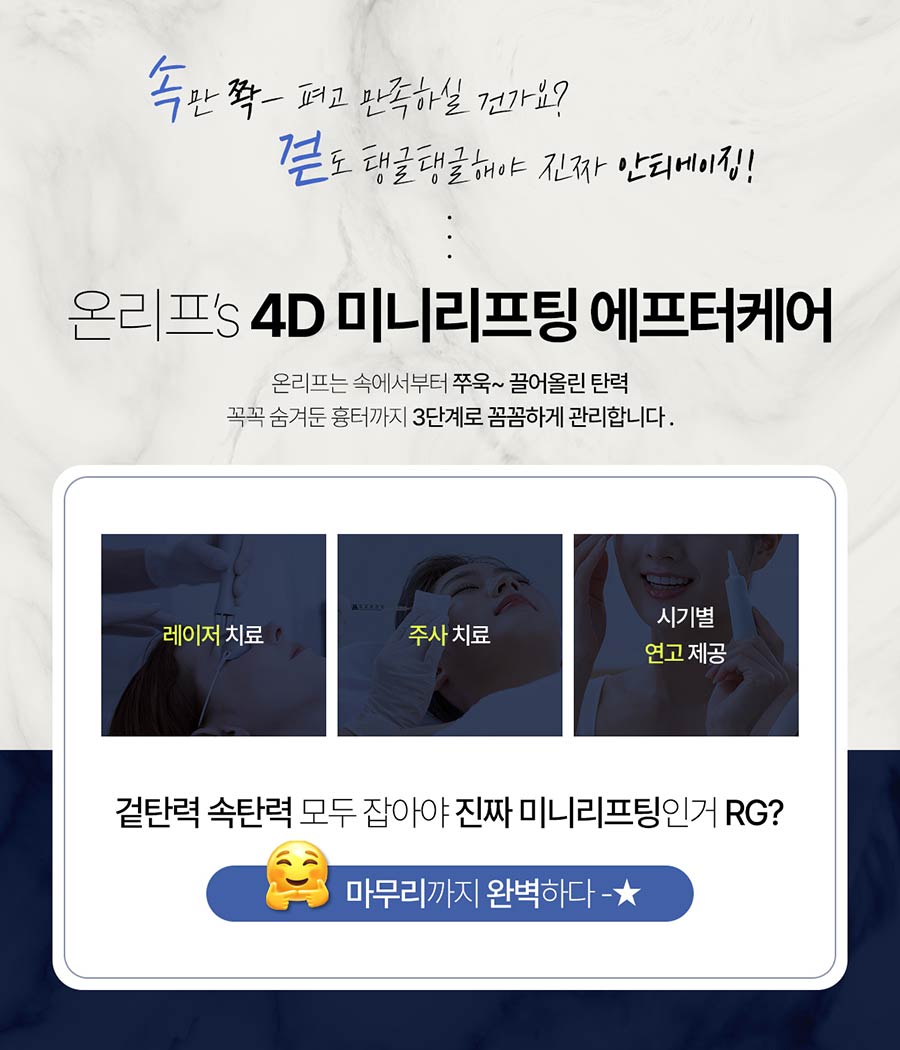 속만 쫙- 펴고 만족하실 건가요?
겉도 탱글탱글해야 진짜 안티에이징!
온리프's 4D 미니리프팅 에프터케어
온리프는 속에서부터 쭈욱~ 끌어올린 탄력
꼭꼭 숨겨둔 흉터까지 3단계로 꼼꼼하게 관리합니다.
레이저 치료
주사 치료
시기별
연고 제공
겉탄력 속탄력 모두 잡아야 진짜 미니리프팅인거 RG?
마무리까지 완벽하다 -★